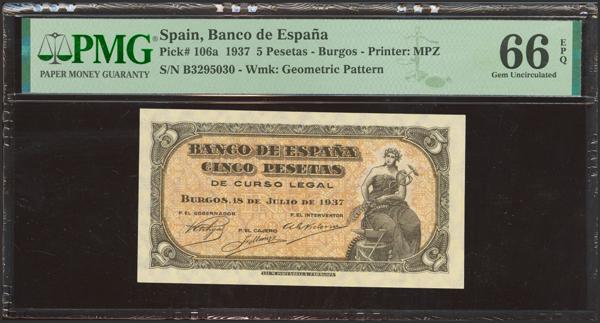 PMG
®
PAPER MONEY GUARANTY
Spain, Banco de España
Pick# 106a 1937 5 Pesetas - Burgos - Printer: MPZ
S/N B3295030 - Wmk: Geometric Pattern
66 EPQ
Gem Uncirculated
5 5
BANCO DE ESPAÑA
CINCO PESETAS
DE CURSO LEGAL
BURGOS, 18 DE JULIO DE 1937
P. EL GOBERNADOR P. EL INTERVENTOR
P. EL CAJERO
5 5